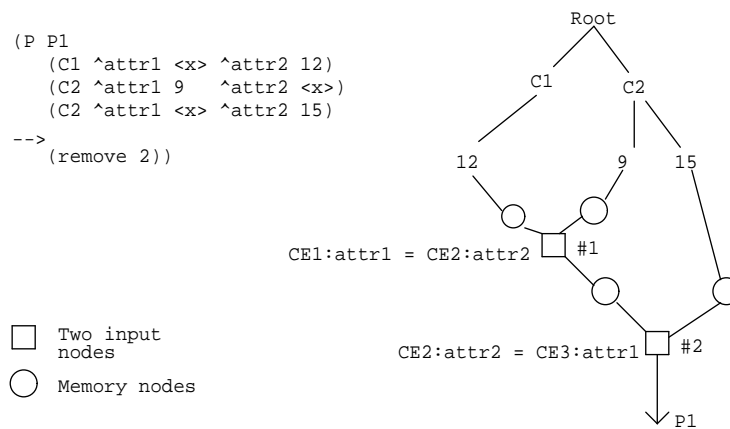 (P P1
(C1 ^attr1 <x> ^attr2 12)
(C2 ^attr1 9 ^attr2 <x>)
(C2 ^attr1 <x> ^attr2 15)
-->
(remove 2))
Root
C1
C2
12
9
15
CE1:attr1 = CE2:attr2
#1
CE2:attr2 = CE3:attr1
#2
P1
Two input
nodes
Memory nodes